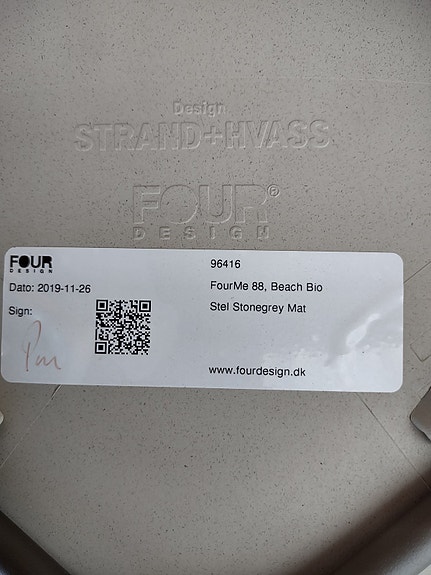 Design
STRAND+HVASS
FOUR®
DESIGN
FOUR
DESIGN
96416
Dato: 2019-11-26
FourMe 88, Beach Bio
Sign:
Stel Stonegrey Mat
www.fourdesign.dk